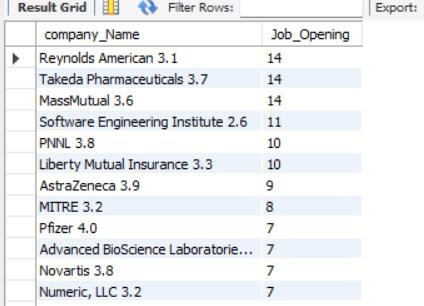 Result Grid Filter Rows: Export:
company_Name Job_Opening
Reynolds American 3.1 14
Takeda Pharmaceuticals 3.7 14
MassMutual 3.6 14
Software Engineering Institute 2.6 11
PNNL 3.8 10
Liberty Mutual Insurance 3.3 10
AstraZeneca 3.9 9
MITRE 3.2 8
Pfizer 4.0 7
Advanced BioScience Laboratorie... 7
Novartis 3.8 7
Numeric, LLC 3.2 7